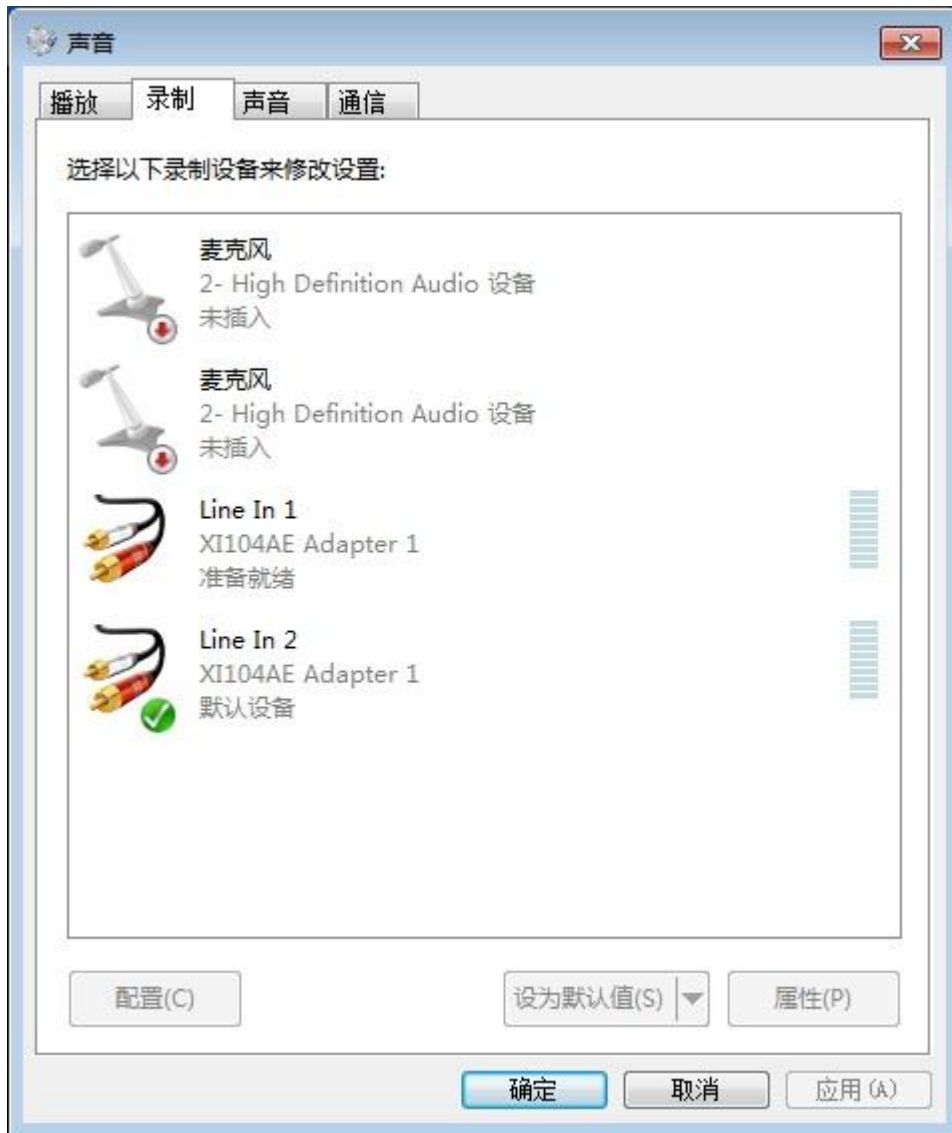 声音
播放 录制 声音 通信
选择以下录制设备来修改设置:
麦克风
2- High Definition Audio 设备
未插入
麦克风
2- High Definition Audio 设备
未插入
Line In 1
XI104AE Adapter 1
准备就绪
Line In 2
XI104AE Adapter 1
默认设备
配置(C) 设为默认值(S) 属性(P)
确定 取消 应用(A)